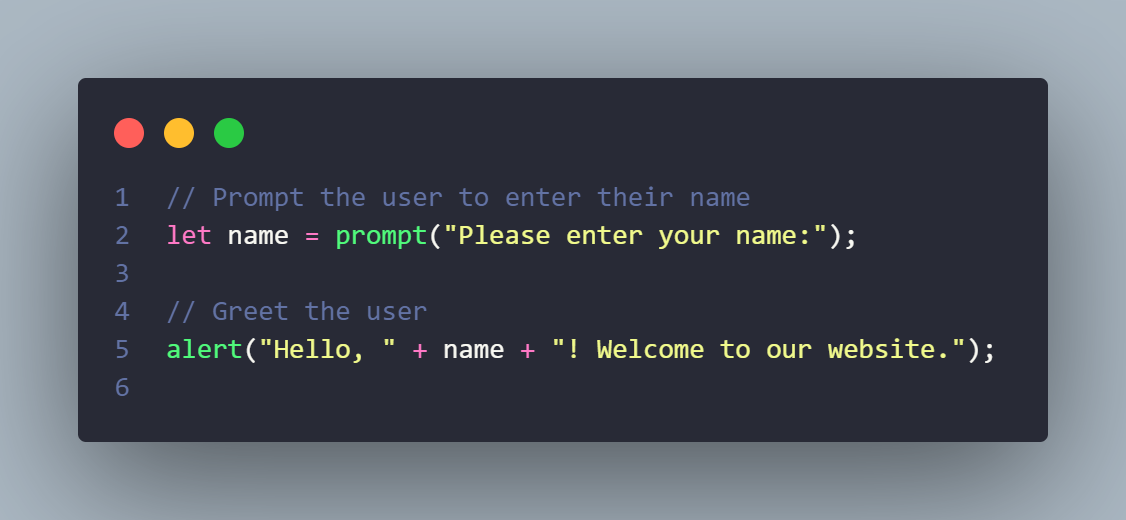 1 // Prompt the user to enter their name
2 let name = prompt("Please enter your name:");
3
4 // Greet the user
5 alert("Hello, " + name + "! Welcome to our website.");
6